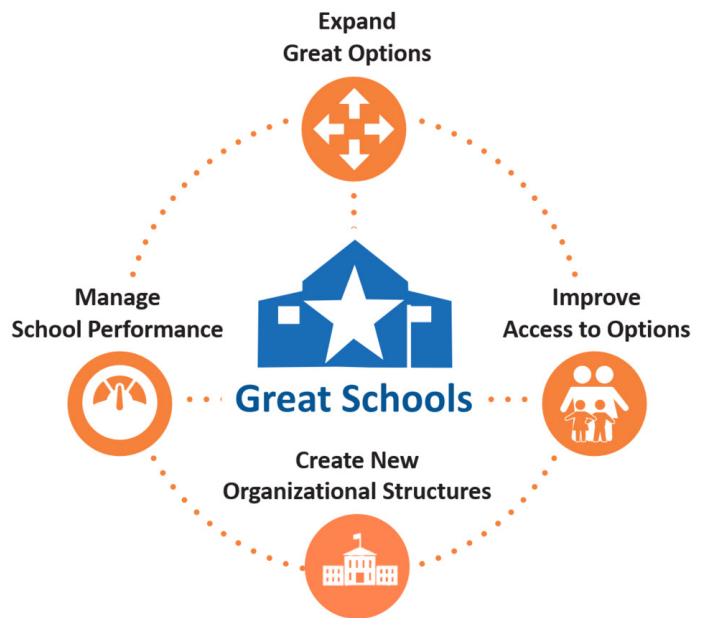 Expand
Great Options
Manage
School Performance
Improve
Access to Options
Great Schools
Create New
Organizational Structures